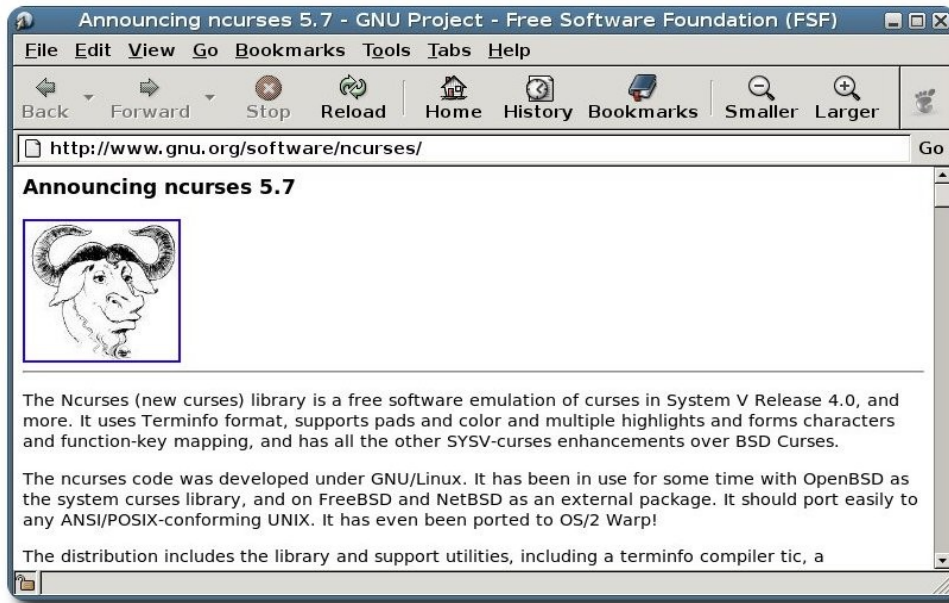 Announcing ncurses 5.7 - GNU Project - Free Software Foundation (FSF)
File Edit View Go Bookmarks Tools Tabs Help
Back Forward Stop Reload Home History Bookmarks Smaller Larger
http://www.gnu.org/software/ncurses/ Go
Announcing ncurses 5.7
The Ncurses (new curses) library is a free software emulation of curses in System V Release 4.0, and
more. It uses Terminfo format, supports pads and color and multiple highlights and forms characters
and function-key mapping, and has all the other SYSV-curses enhancements over BSD Curses.
The ncurses code was developed under GNU/Linux. It has been in use for some time with OpenBSD as
the system curses library, and on FreeBSD and NetBSD as an external package. It should port easily to
any ANSI/POSIX-conforming UNIX. It has even been ported to OS/2 Warp!
The distribution includes the library and support utilities, including a terminfo compiler tic, a